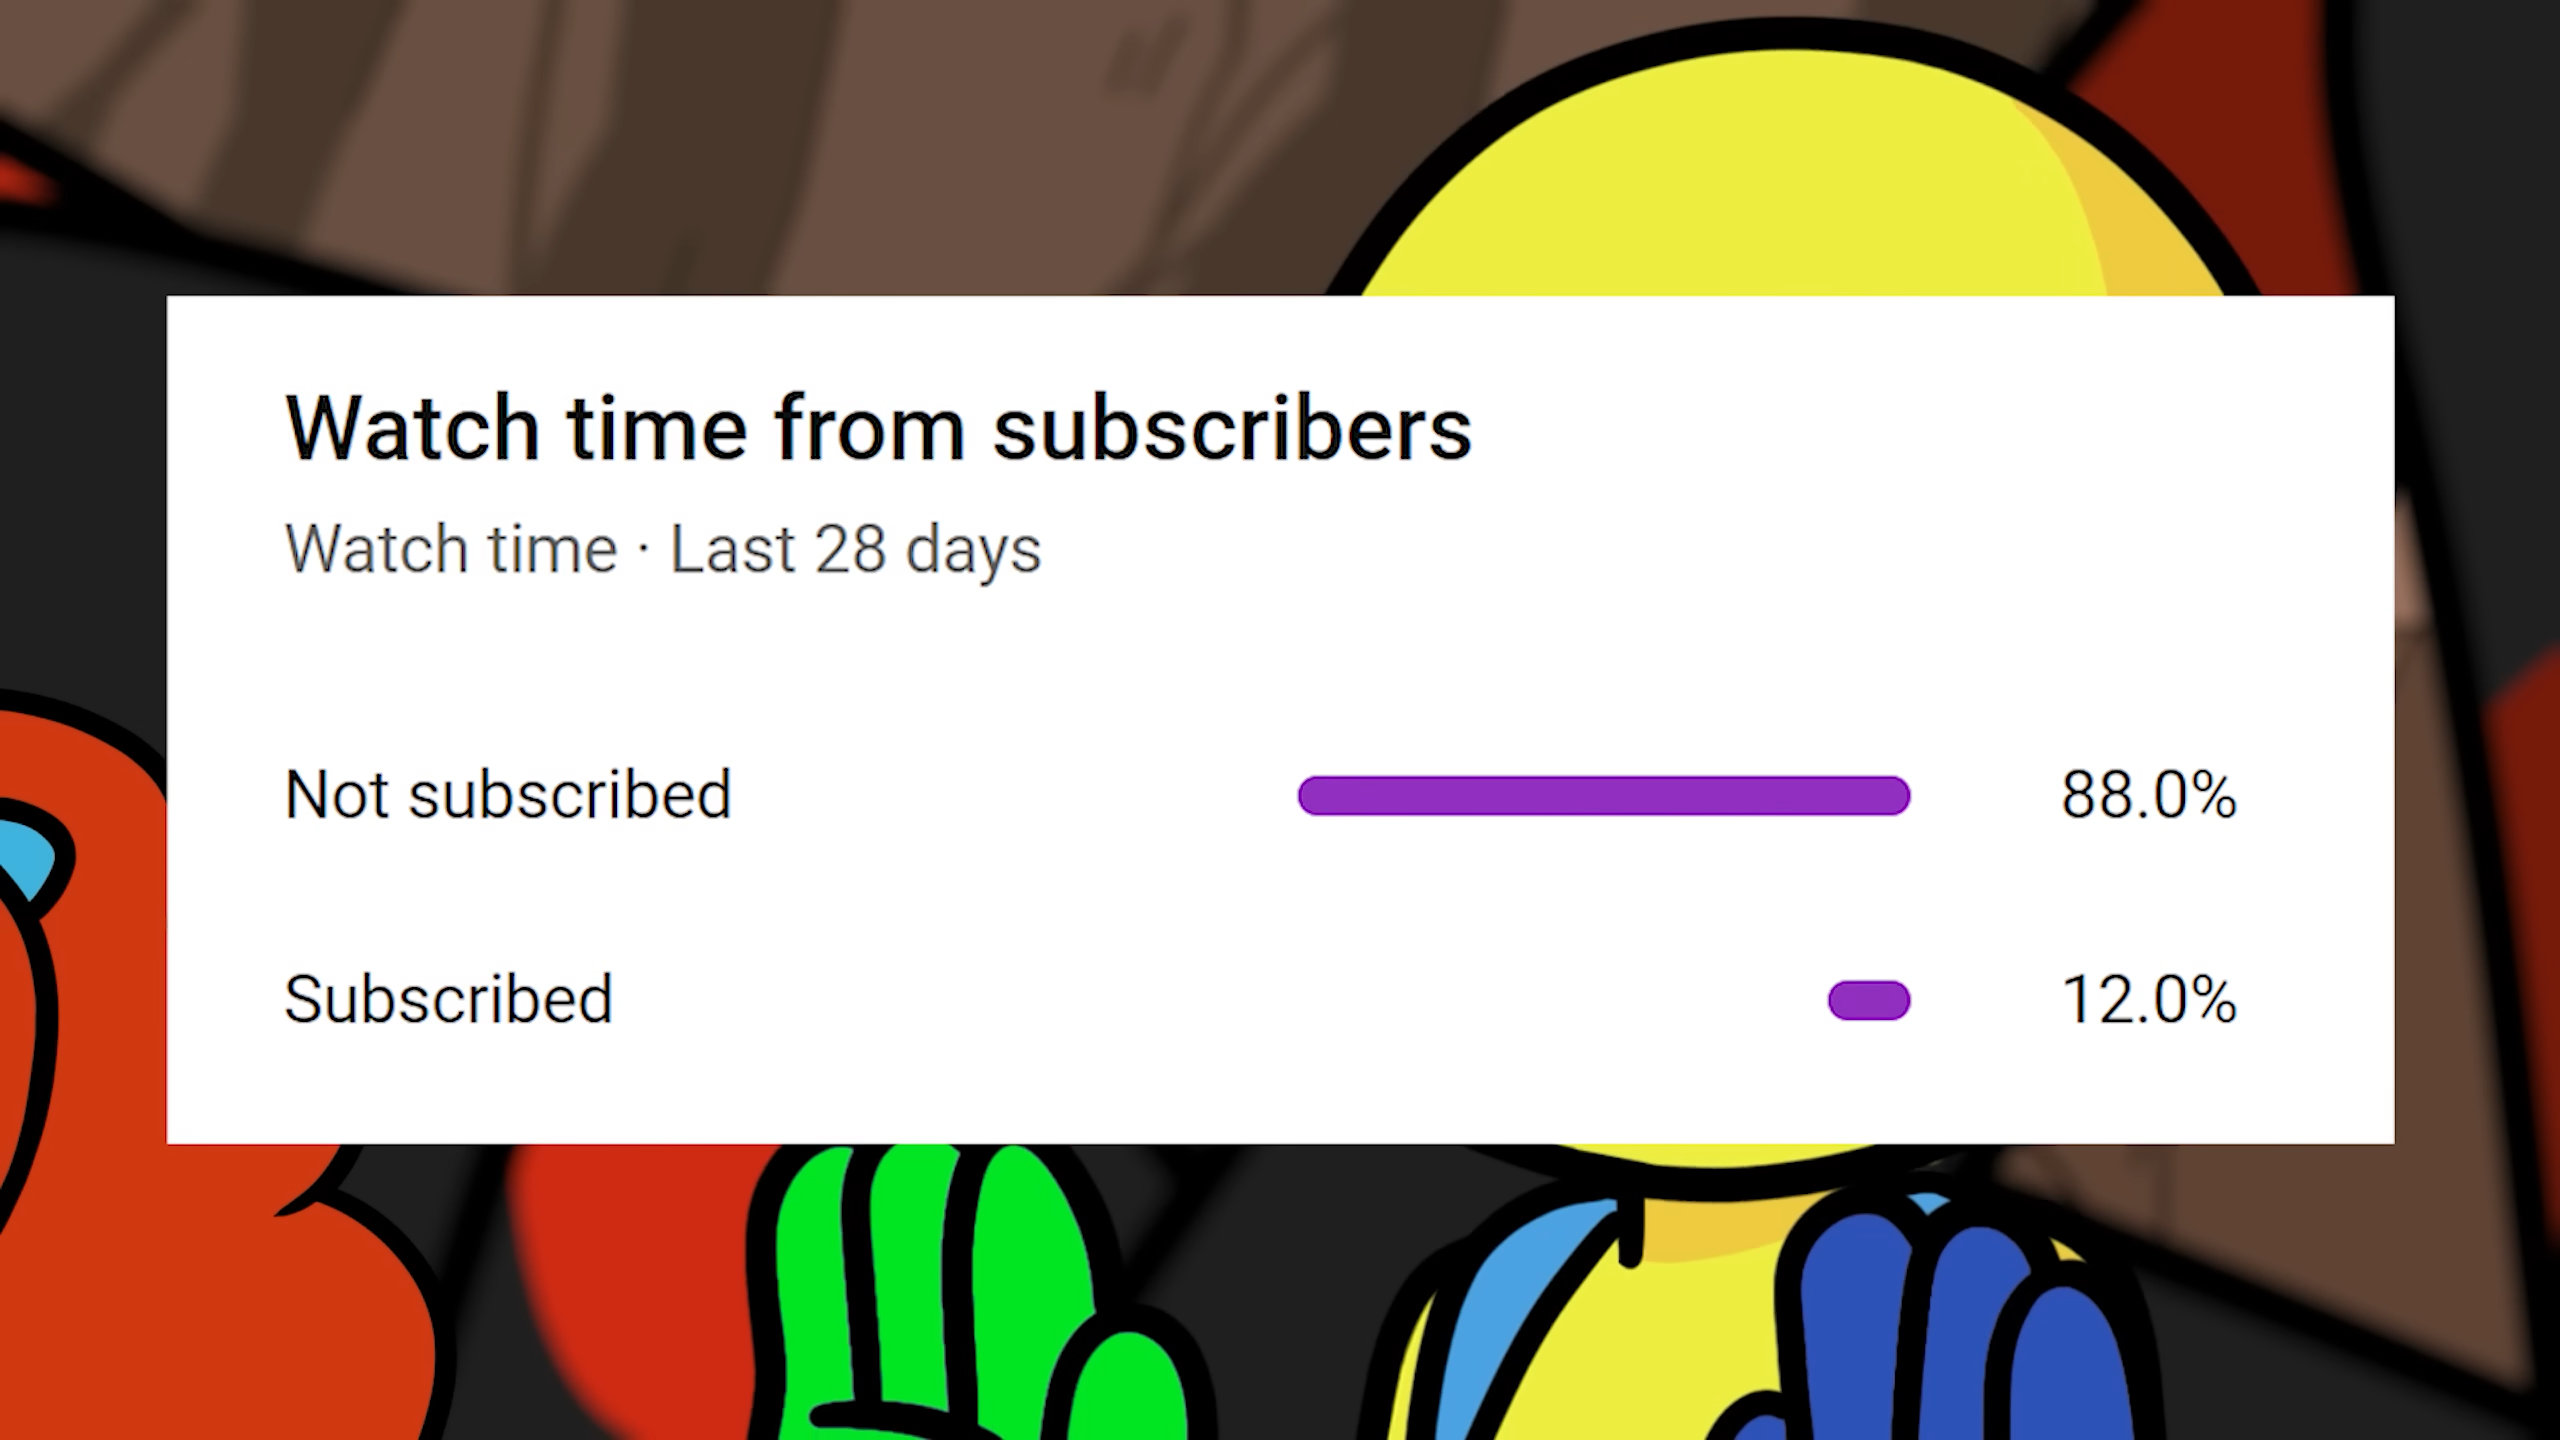 Watch time from subscribers
Watch time · Last 28 days
Not subscribed 88.0%
Subscribed 12.0%